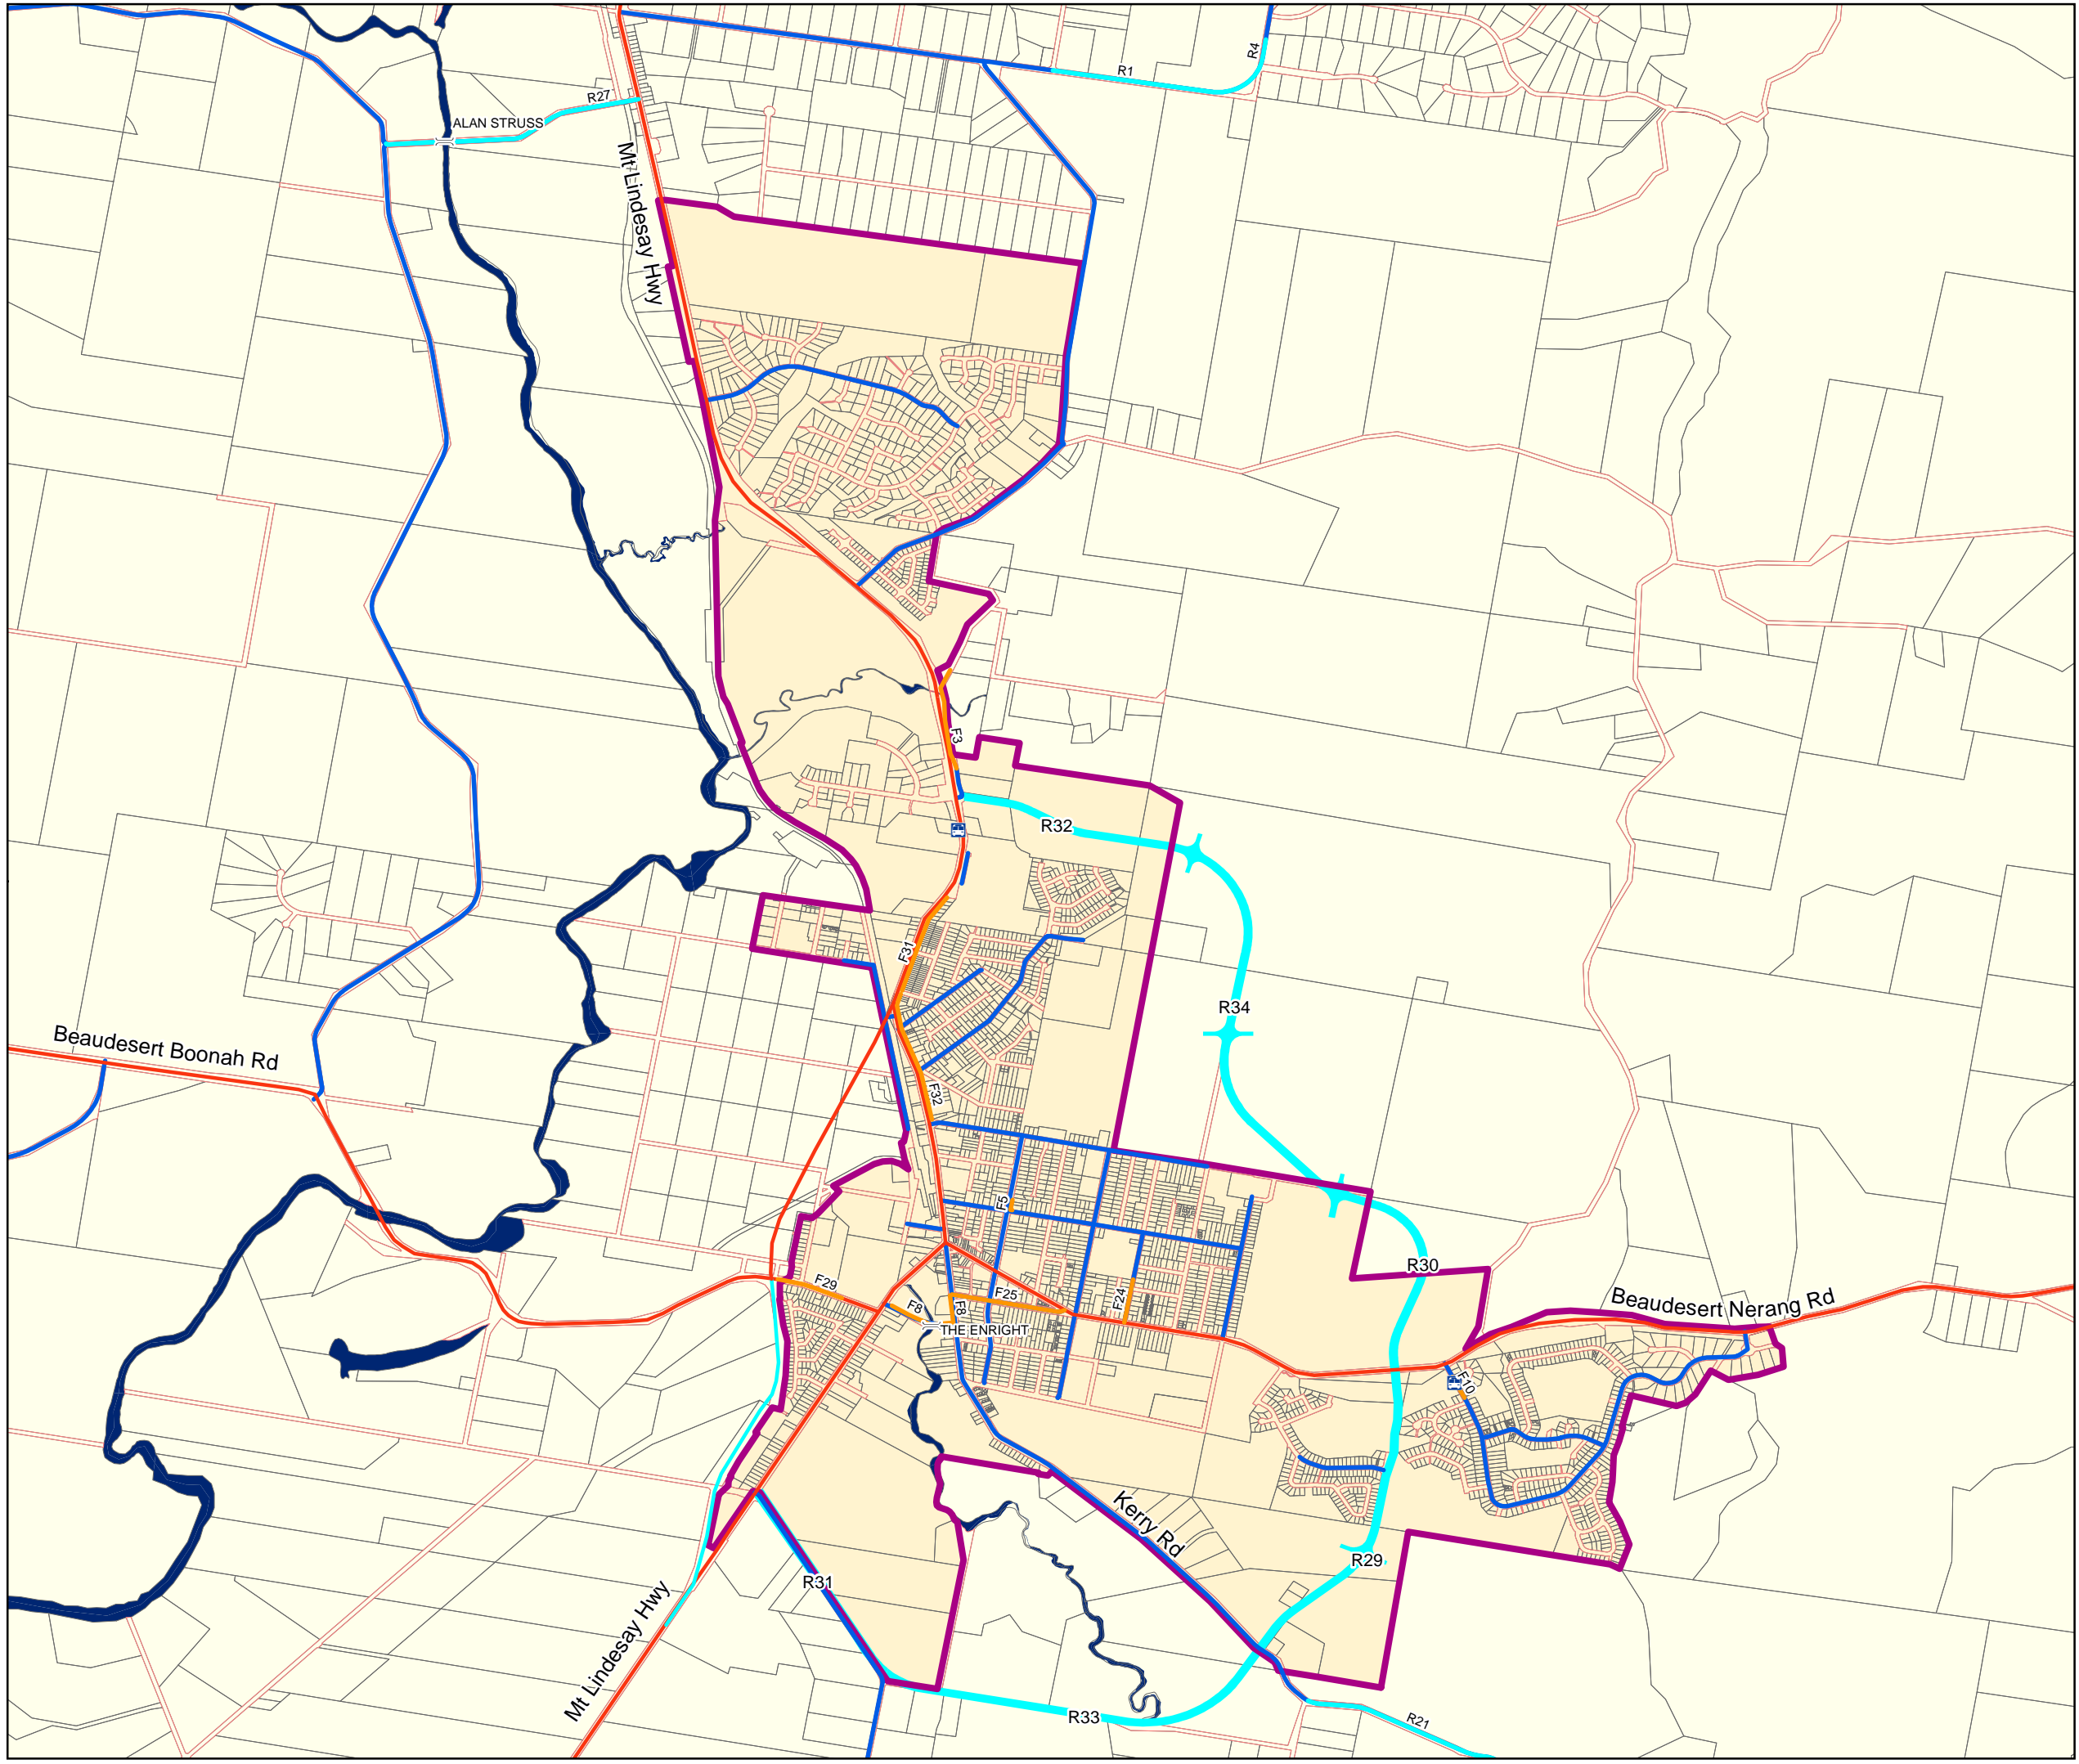 R4
R1
R27
ALAN STRUSS
Mt Lindesay Hwy
F3
R32
F31
R34
Beaudesert Boonah Rd
F32
F5
R30
F29
F25
F24
F8
F8
THE ENRIGHT
Beaudesert Nerang Rd
F10
Kerry Rd
R29
R31
Mt Lindesay Hwy
R33
R21